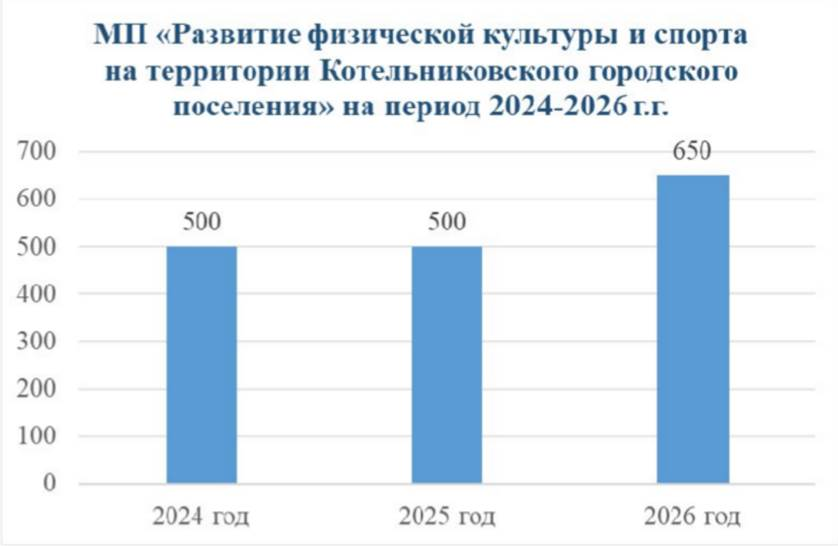 МП «Развитие физической культуры и спорта
на территории Котельниковского городского
поселения» на период 2024-2026 г.г.
700
600
500
400
300
200
100
0
500
500
650
2024 год
2025 год
2026 год